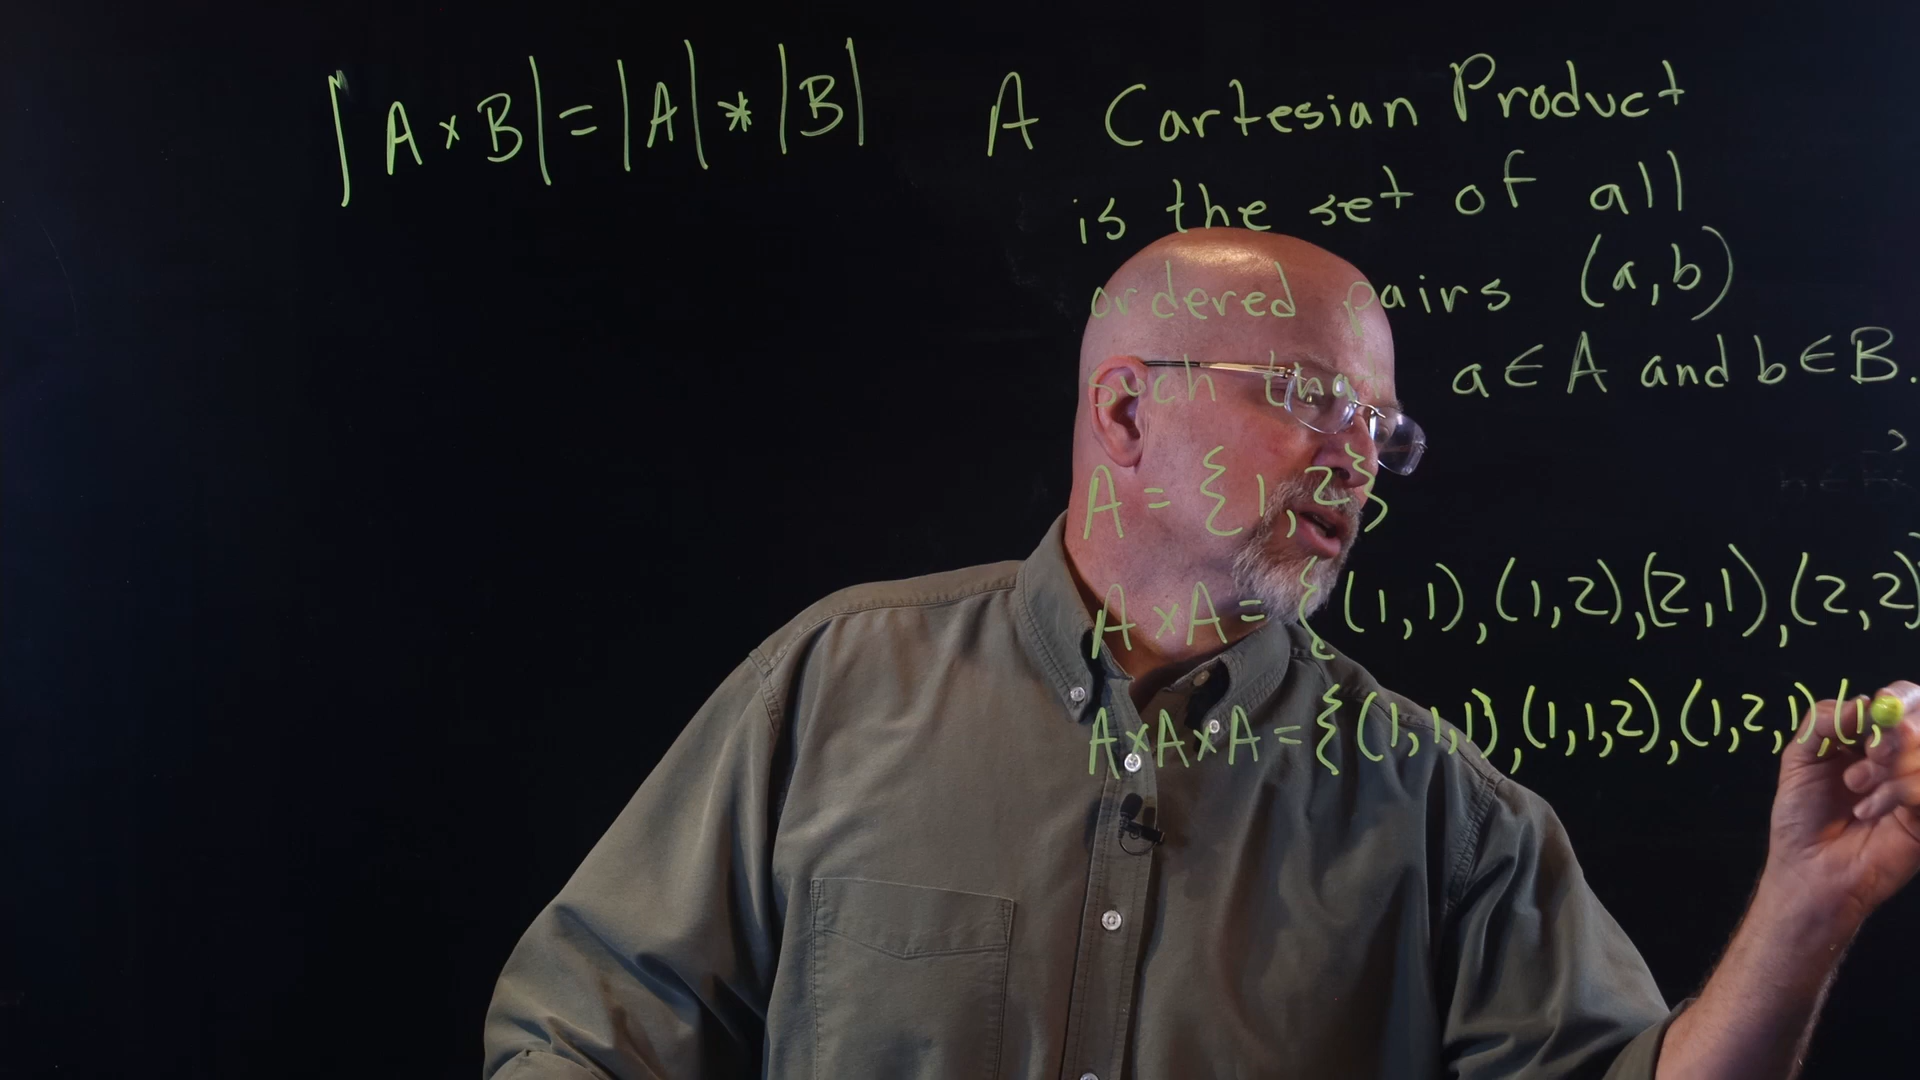 |A × B| = |A| * |B|
A Cartesian Product
is the set of all
ordered pairs (a,b)
such that a ∈ A and b ∈ B.
A = {1, 2}
A × A = {(1,1), (1,2), (2,1), (2,2)}
A × A × A = {(1,1,1), (1,1,2), (1,2,1), (1,